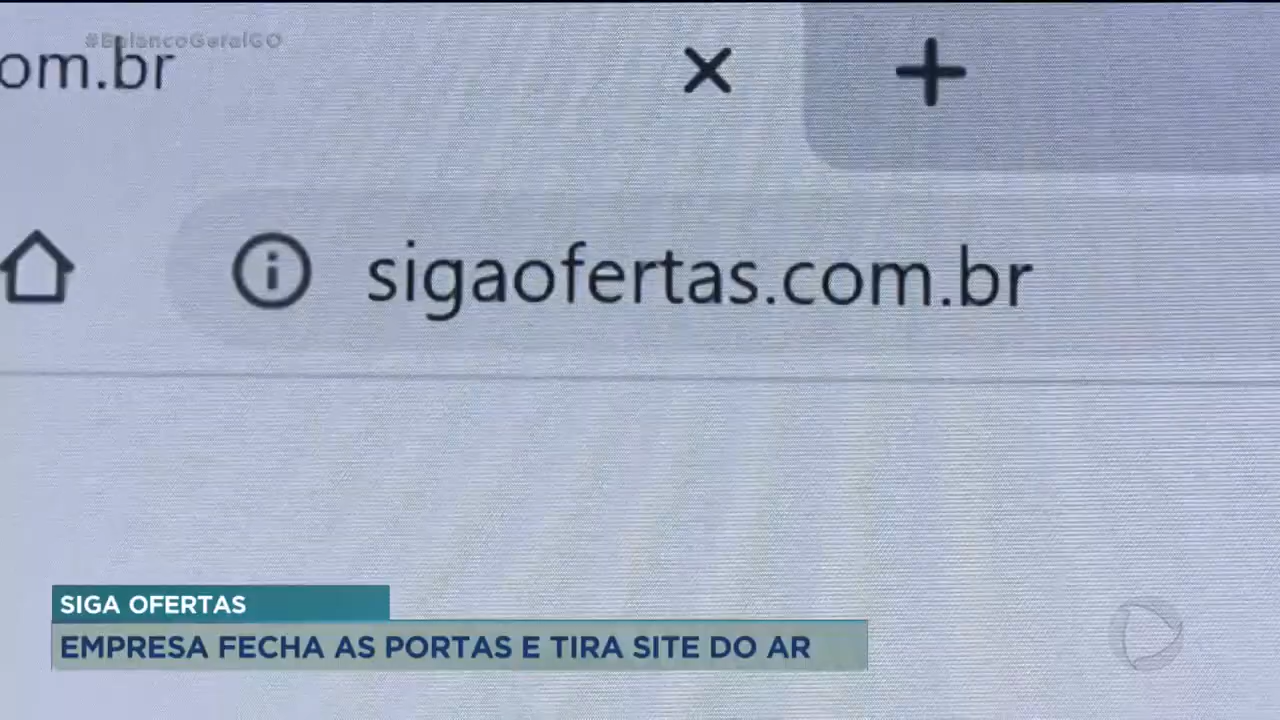 #BalancoGeralGO
om.br
sigaofertas.com.br
SIGA OFERTAS
EMPRESA FECHA AS PORTAS E TIRA SITE DO AR